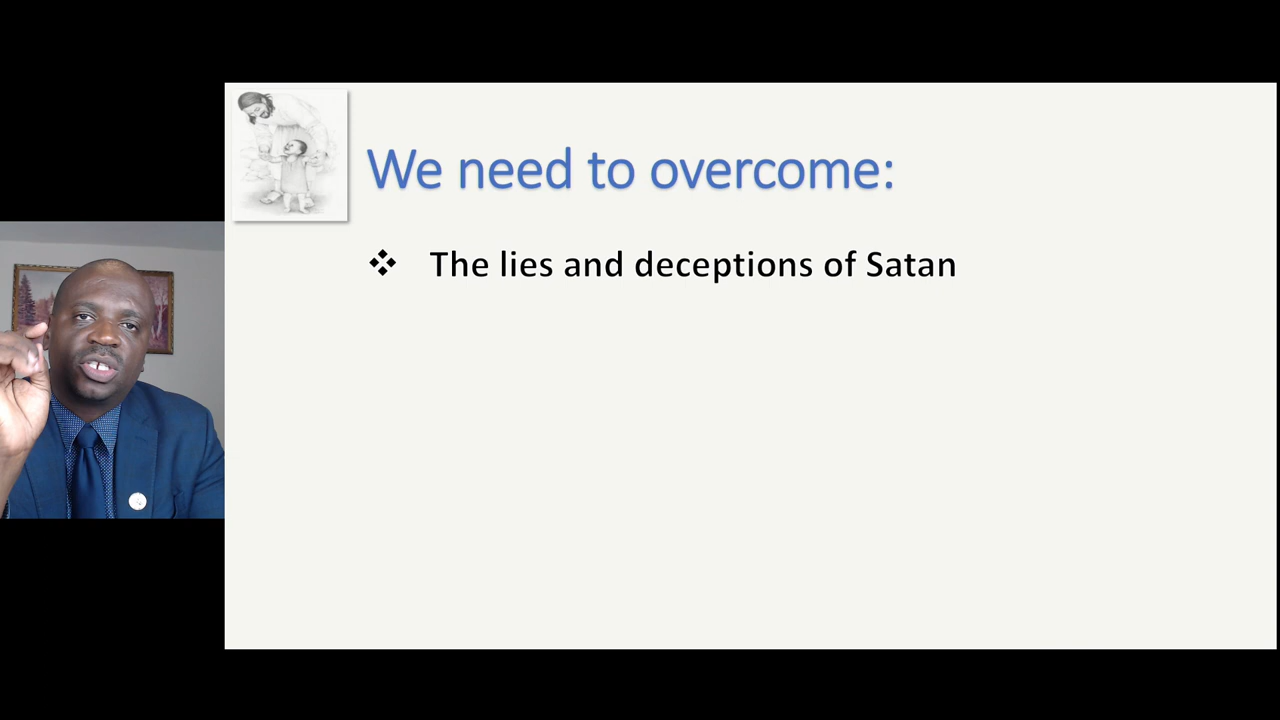 We need to overcome:
❖ The lies and deceptions of Satan